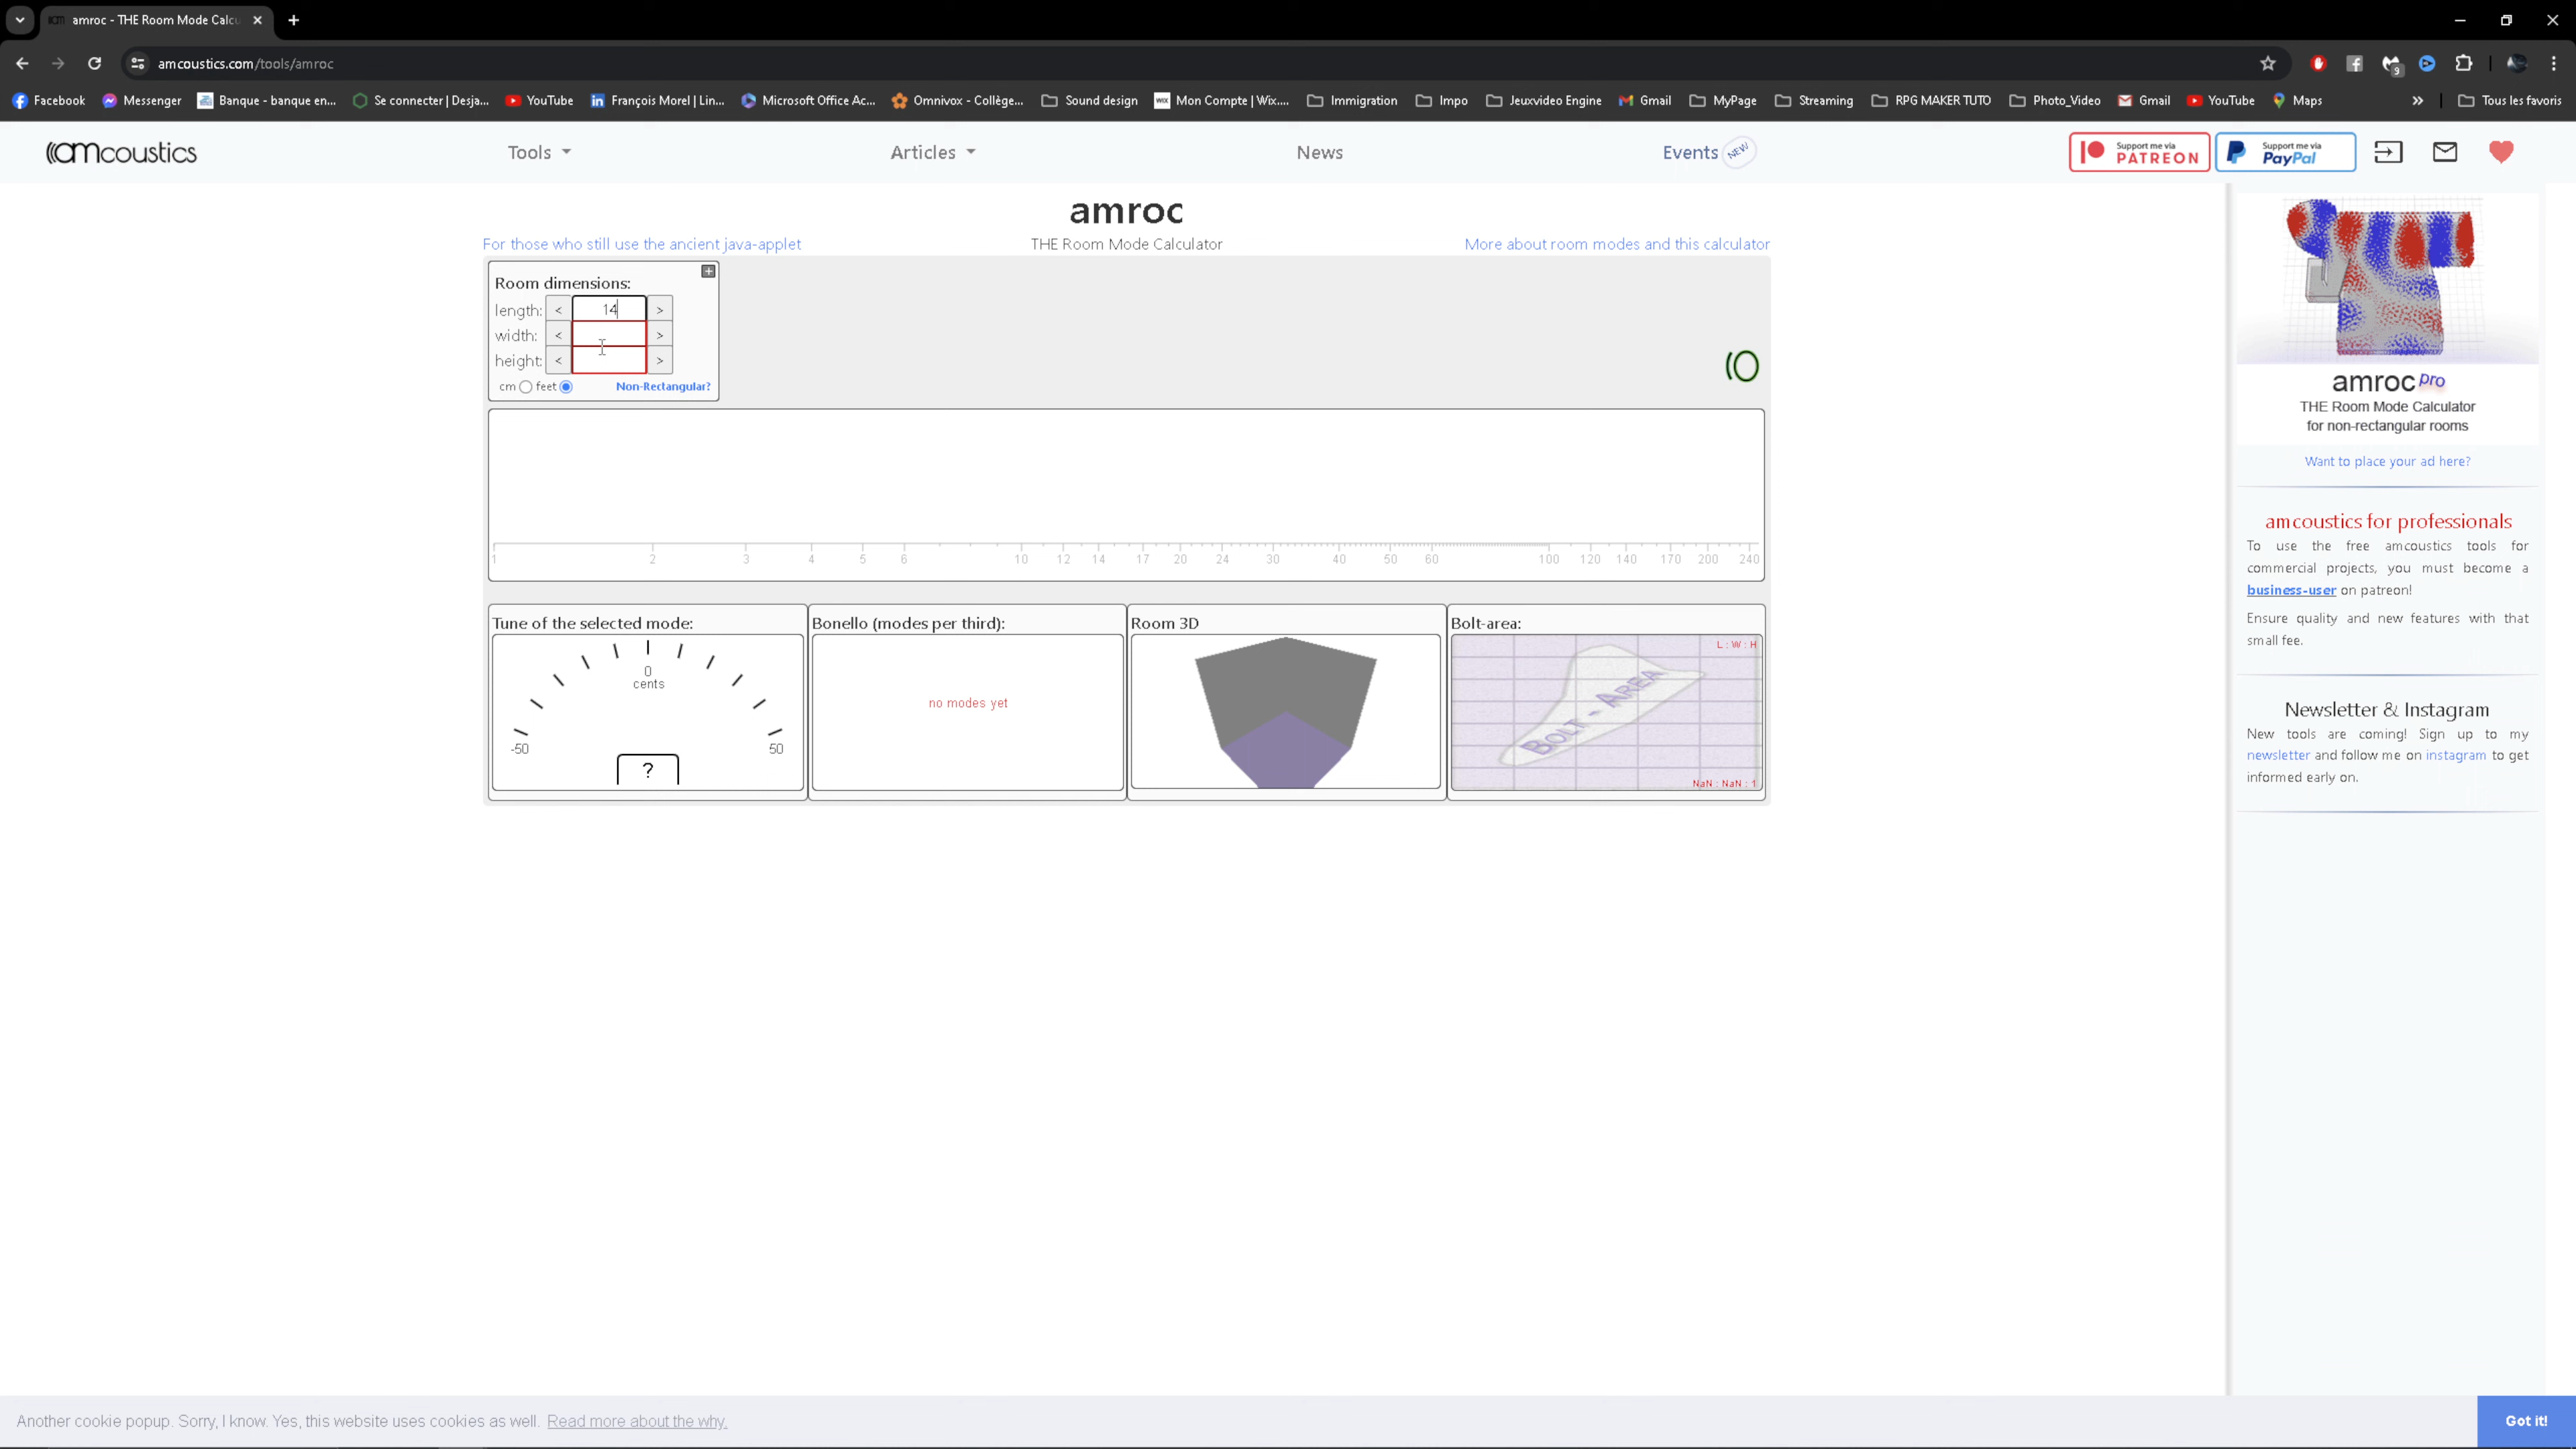 amroc - THE Room Mode Calcu
amcoustics.com/tools/amroc
9
Facebook
Messenger
Banque - banque en...
Se connecter | Desja...
YouTube
François Morel | Lin...
Microsoft Office Ac...
Omnivox - Collège...
Sound design
WIX
Mon Compte | Wix....
Immigration
Impo
Jeuxvideo Engine
Gmail
MyPage
Streaming
RPG MAKER TUTO
Photo_Video
Gmail
YouTube
Maps
Tous les favoris
amcoustics
Tools
Articles
News
Events NEW
Support me via
PATREON
Support me via
PayPal
amroc
For those who still use the ancient java-applet
THE Room Mode Calculator
More about room modes and this calculator
Room dimensions:
length: < 14 >
width: < >
height: < >
cm feet Non-Rectangular?
1 2 3 4 5 6 10 12 14 17 20 24 30 40 50 60 100 120 140 170 200 240
Tune of the selected mode:
0
cents
-50
50
?
Bonello (modes per third):
no modes yet
Room 3D
Bolt-area:
L : W : H
BOLT - AREA
NaN : NaN : 1
amroc pro
THE Room Mode Calculator
for non-rectangular rooms
Want to place your ad here?
amcoustics for professionals
To use the free amcoustics tools for
commercial projects, you must become a
business-user on patreon!
Ensure quality and new features with that
small fee.
Newsletter & Instagram
New tools are coming! Sign up to my
newsletter and follow me on instagram to get
informed early on.
Another cookie popup. Sorry, I know. Yes, this website uses cookies as well. Read more about the why.
Got it!